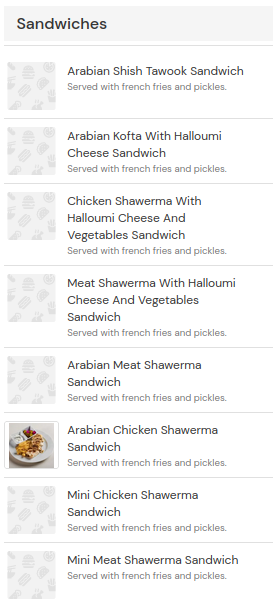 Sandwiches
Arabian Shish Tawook Sandwich
Served with french fries and pickles.
Arabian Kofta With Halloumi
Cheese Sandwich
Served with french fries and pickles.
Chicken Shawerma With
Halloumi Cheese And
Vegetables Sandwich
Served with french fries and pickles.
Meat Shawerma With Halloumi
Cheese And Vegetables
Sandwich
Served with french fries and pickles.
Arabian Meat Shawerma
Sandwich
Served with french fries and pickles.
Arabian Chicken Shawerma
Sandwich
Served with french fries and pickles.
Mini Chicken Shawerma
Sandwich
Served with french fries and pickles.
Mini Meat Shawerma Sandwich
Served with french fries and pickles.